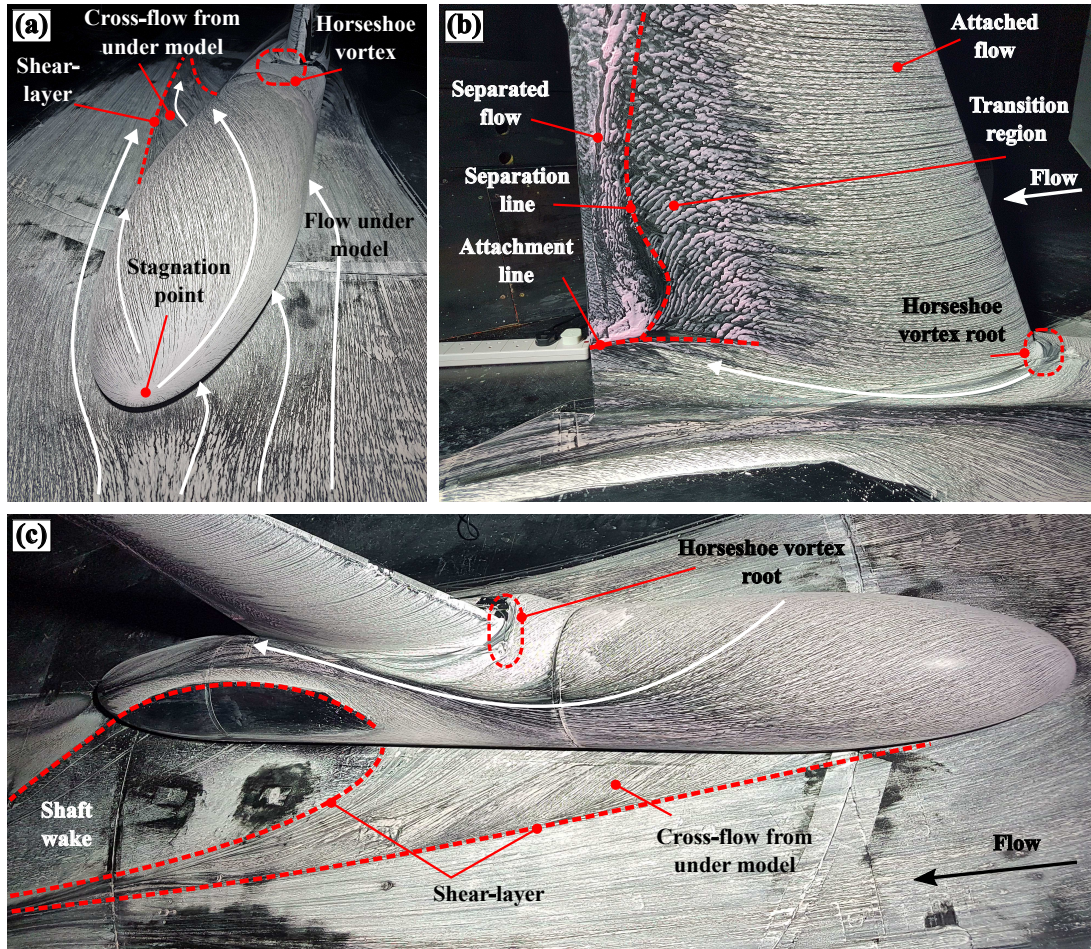 (a)
Cross-flow from
under model
Horseshoe
vortex
Shear-
layer
Flow under
model
Stagnation
point
(b)
Attached
flow
Separated
flow
Transition
region
Separation
line
Flow
Attachment
line
Horseshoe
vortex root
(c)
Horseshoe vortex
root
Shaft
wake
Cross-flow from
under model
Flow
Shear-layer